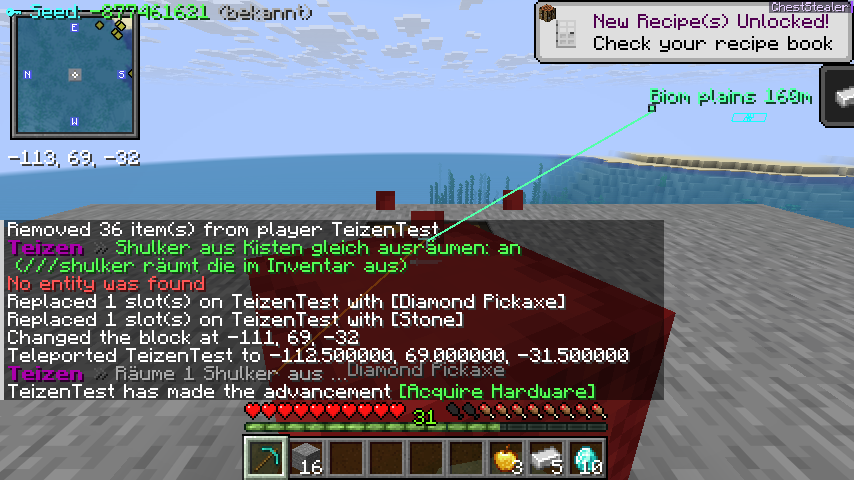 Seed: -877461621 (bekannt)
ChestStealer
New Recipe(s) Unlocked!
Check your recipe book
E
N
S
W
Biom plains 160m
-113, 69, -32
Removed 36 item(s) from player TeizenTest
Teizen » Shulker aus Kisten gleich ausräumen: an
(///shulker räumt die im Inventar aus)
No entity was found
Replaced 1 slot(s) on TeizenTest with [Diamond Pickaxe]
Replaced 1 slot(s) on TeizenTest with [Stone]
Changed the block at -111, 69, -32
Teleported TeizenTest to -112.500000, 69.000000, -31.500000
Teizen » Räume 1 Shulker aus ...
Diamond Pickaxe
TeizenTest has made the advancement [Acquire Hardware]
31
16
3
5
10